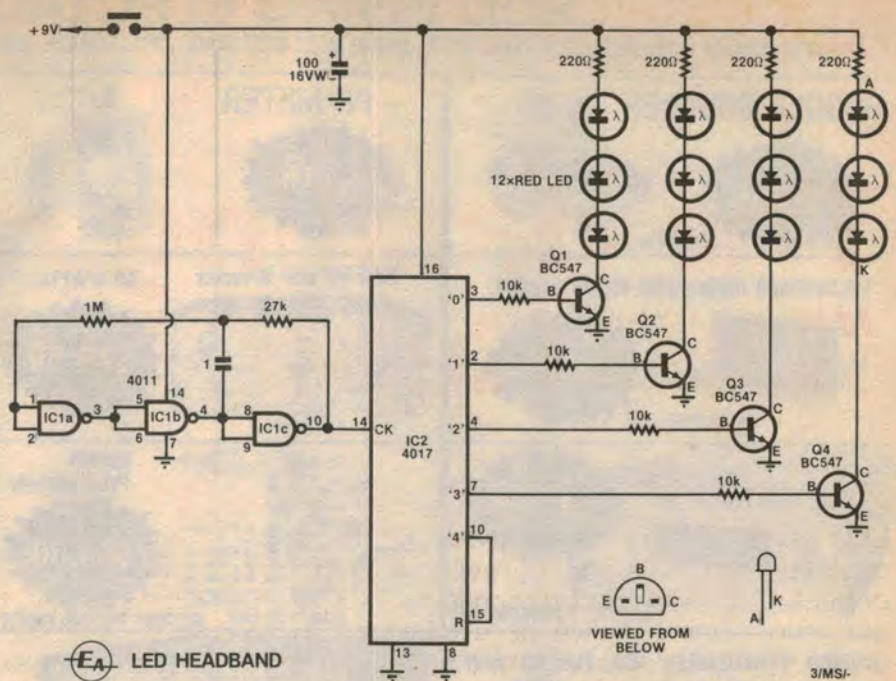 +9V
100
16VW
+
220Ω 220Ω 220Ω 220Ω
A
λ λ λ λ
12×RED LED
λ λ λ λ
λ λ λ λ
K
Q1
BC547
C
B
E
16
3
'0'
10k
Q2
BC547
C
B
E
1M
27k
2
'1'
10k
4011
1
Q3
BC547
C
B
E
1
2
IC1a
3
5
6
IC1b
14
7
4
8
9
IC1c
10
14
CK
IC2
4017
4
'2'
10k
Q4
BC547
C
B
E
7
'3'
10k
10
'4'
15
R
13 8
B
E C
VIEWED FROM
BELOW
K
A
EA LED HEADBAND
3/MS/-